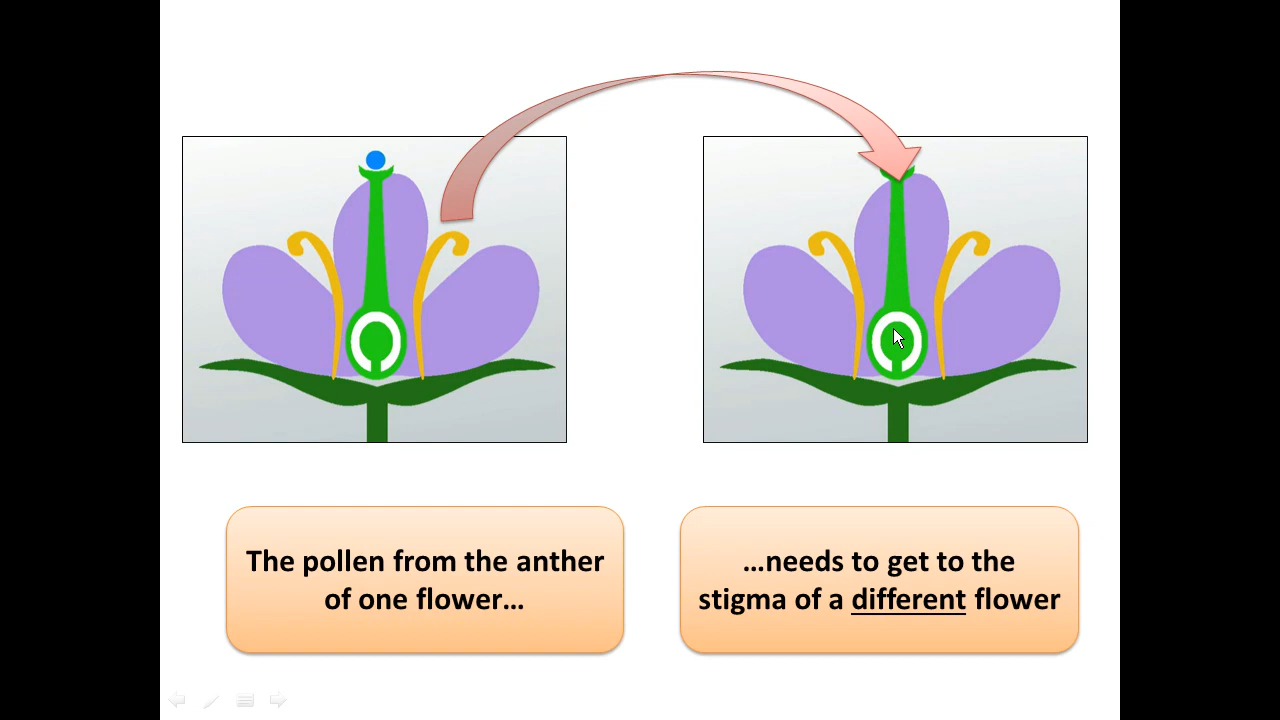 The pollen from the anther
of one flower…
…needs to get to the
stigma of a different flower